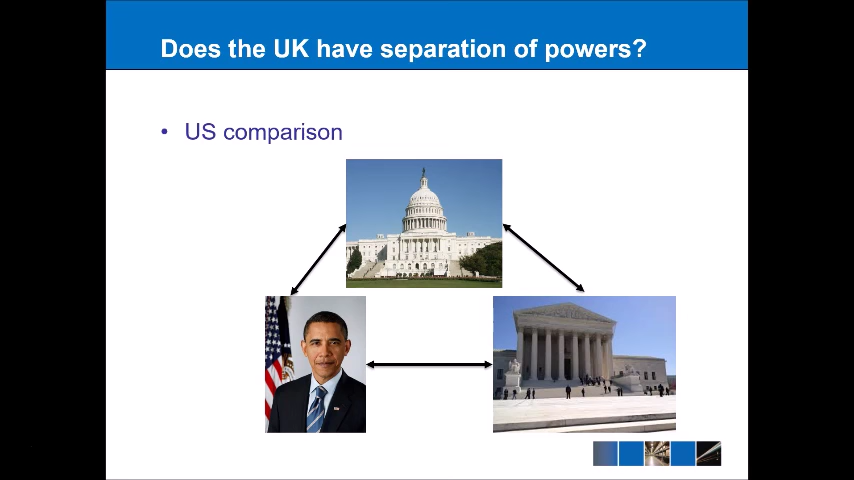 Does the UK have separation of powers?
• US comparison